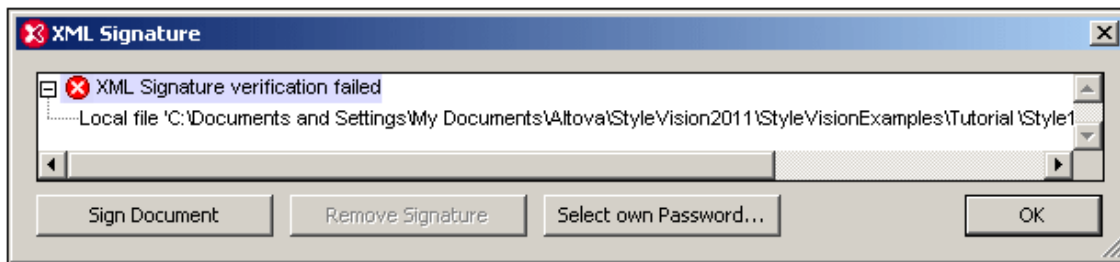 XML Signature
XML Signature verification failed
Local file 'C:\Documents and Settings\My Documents\Altova\StyleVision2011\StyleVisionExamples\Tutorial \Style1
Sign Document
Remove Signature
Select own Password...
OK